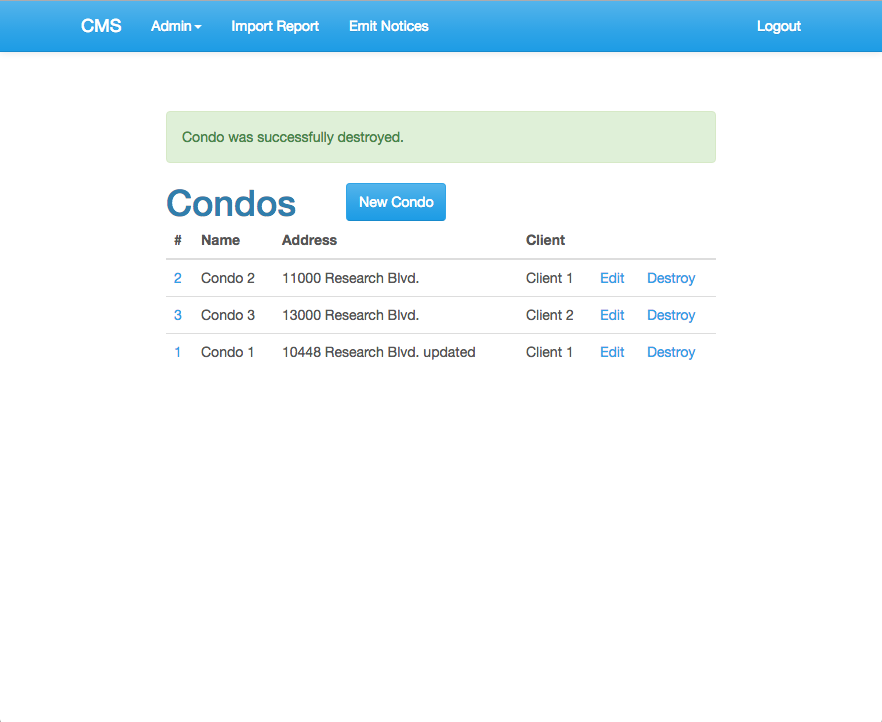 CMS Admin Import Report Emit Notices Logout
Condo was successfully destroyed.
Condos New Condo
# Name Address Client
2 Condo 2 11000 Research Blvd. Client 1 Edit Destroy
3 Condo 3 13000 Research Blvd. Client 2 Edit Destroy
1 Condo 1 10448 Research Blvd. updated Client 1 Edit Destroy